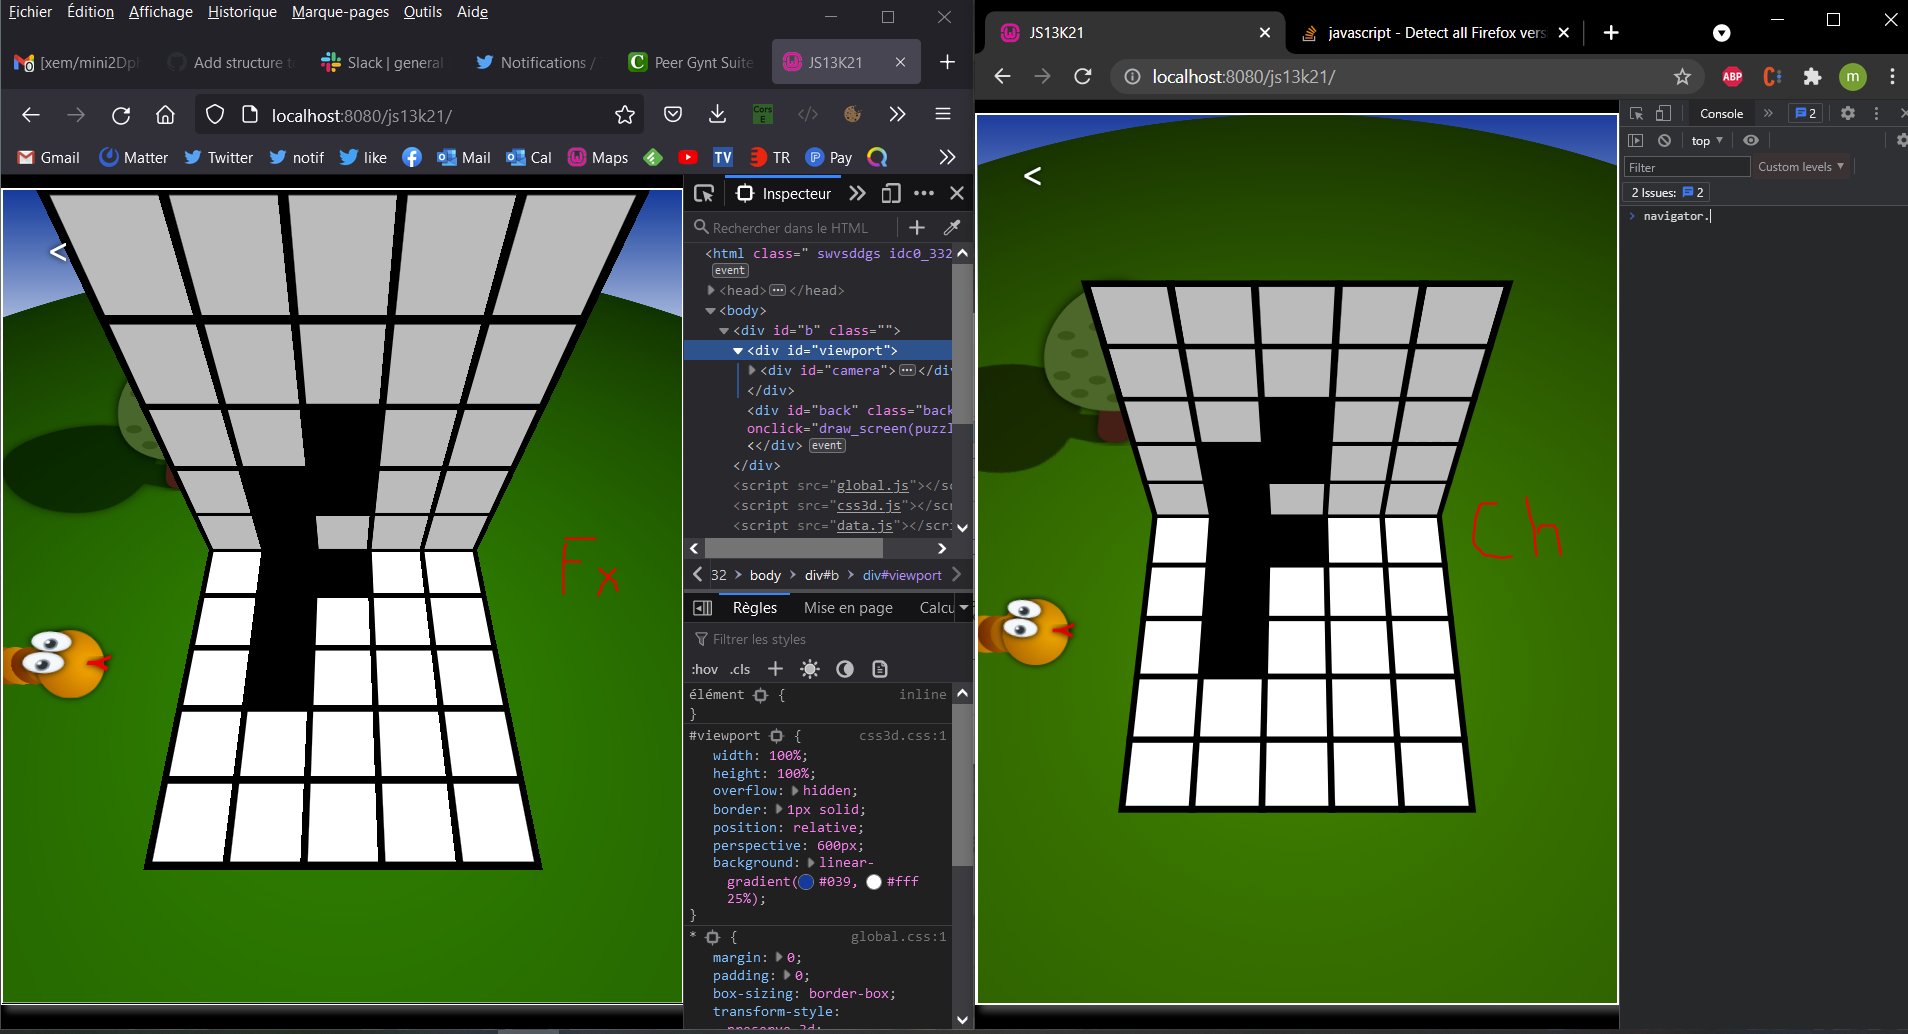 Fichier Édition Affichage Historique Marque-pages Outils Aide
[xem/mini2Dph
Add structure t
Slack | general
Notifications /
Peer Gynt Suite
JS13K21
localhost:8080/js13k21/
Cors
E
Gmail Matter Twitter notif like Mail Cal Maps TV TR Pay
<
Fx
Inspecteur
Rechercher dans le HTML
<html class=" swvsddgs idc0_332
event
<head> </head>
<body>
<div id="b" class="">
<div id="viewport">
<div id="camera"> </div
</div>
<div id="back" class="back
onclick="draw_screen(puzzl
<</div> event
</div>
<script src="global.js"></sc
<script src="css3d.js"></scr
<script src="data.js"></scri
32 > body > div#b > div#viewport
Règles Mise en page Calcu
Filtrer les styles
:hov .cls
élément { inline
}
#viewport { css3d.css:1
width: 100%;
height: 100%;
overflow: hidden;
border: 1px solid;
position: relative;
perspective: 600px;
background: linear-
gradient( #039, #fff
25%);
}
* { global.css:1
margin: 0;
padding: 0;
box-sizing: border-box;
transform-style:
preserve-3d;
JS13K21
javascript - Detect all Firefox vers
localhost:8080/js13k21/
ABP
m
<
Ch
Console
2
top
Filter
Custom levels
2 Issues: 2
> navigator.